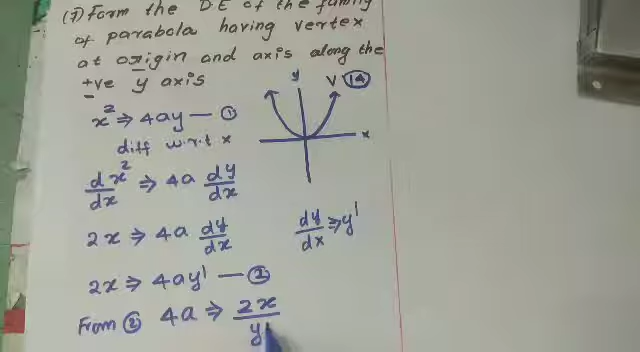 (7) Form the D.E of the family
of parabola having vertex
at origin and axis along the
+ve y axis
x² ⇒ 4ay — ①
diff w.r.t x
d/dx x² ⇒ 4a dy/dx
2x ⇒ 4a dy/dx
2x ⇒ 4ay' — ②
From ② 4a ⇒ 2x/y
y
V (14)
x
dy/dx ⇒ y'